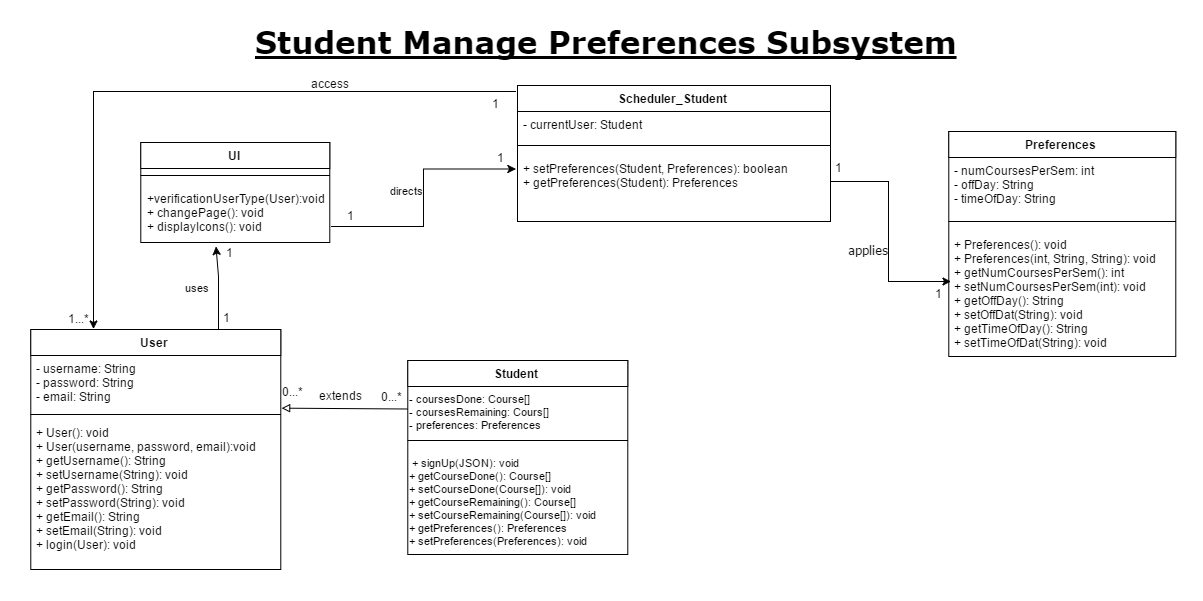 Student Manage Preferences Subsystem
access
1
Scheduler_Student
- currentUser: Student
+ setPreferences(Student, Preferences): boolean
+ getPreferences(Student): Preferences
UI
+verificationUserType(User):void
+ changePage(): void
+ displayIcons(): void
1
directs
1
1
applies
1
Preferences
- numCoursesPerSem: int
- offDay: String
- timeOfDay: String
+ Preferences(): void
+ Preferences(int, String, String): void
+ getNumCoursesPerSem(): int
+ setNumCoursesPerSem(int): void
+ getOffDay(): String
+ setOffDat(String): void
+ getTimeOfDay(): String
+ setTimeOfDat(String): void
1
uses
1
1...*
User
- username: String
- password: String
- email: String
+ User(): void
+ User(username, password, email):void
+ getUsername(): String
+ setUsername(String): void
+ getPassword(): String
+ setPassword(String): void
+ getEmail(): String
+ setEmail(String): void
+ login(User): void
0...*
extends
0...*
Student
- coursesDone: Course[]
- coursesRemaining: Cours[]
- preferences: Preferences
+ signUp(JSON): void
+ getCourseDone(): Course[]
+ setCourseDone(Course[]): void
+ getCourseRemaining(): Course[]
+ setCourseRemaining(Course[]): void
+ getPreferences(): Preferences
+ setPreferences(Preferences): void